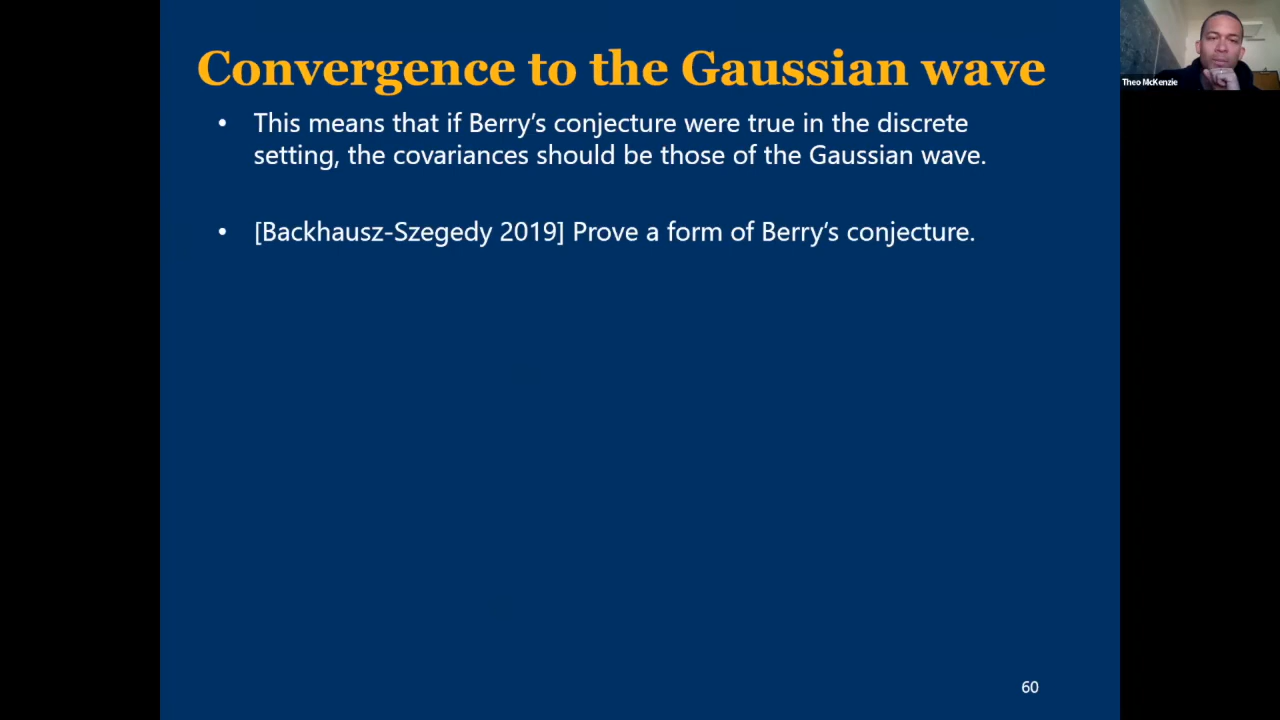 Convergence to the Gaussian wave
• This means that if Berry’s conjecture were true in the discrete
setting, the covariances should be those of the Gaussian wave.
• [Backhausz-Szegedy 2019] Prove a form of Berry’s conjecture.
60
Theo McKenzie